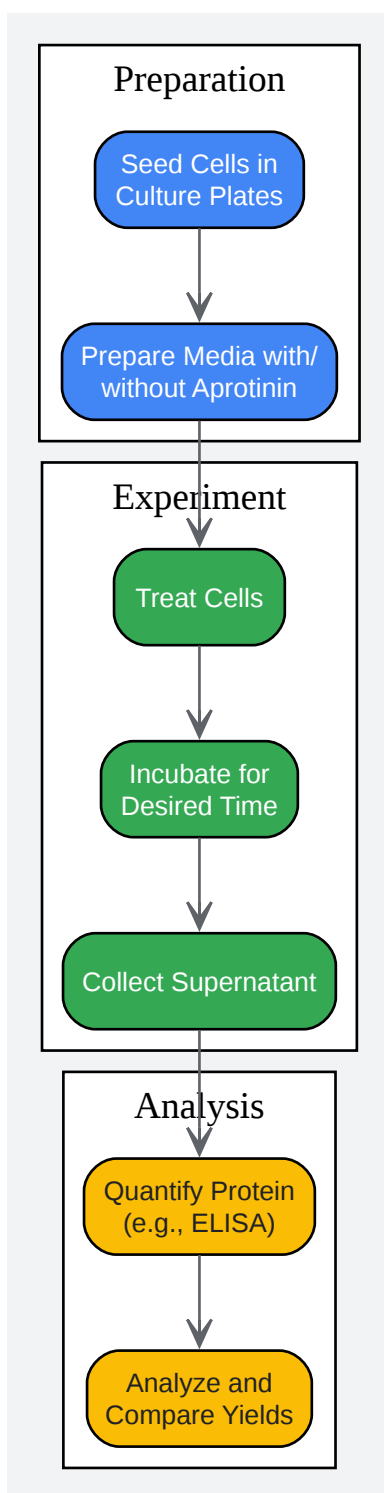 Preparation
Seed Cells in
Culture Plates
Prepare Media with/
without Aprotinin
Experiment
Treat Cells
Incubate for
Desired Time
Collect Supernatant
Analysis
Quantify Protein
(e.g., ELISA)
Analyze and
Compare Yields